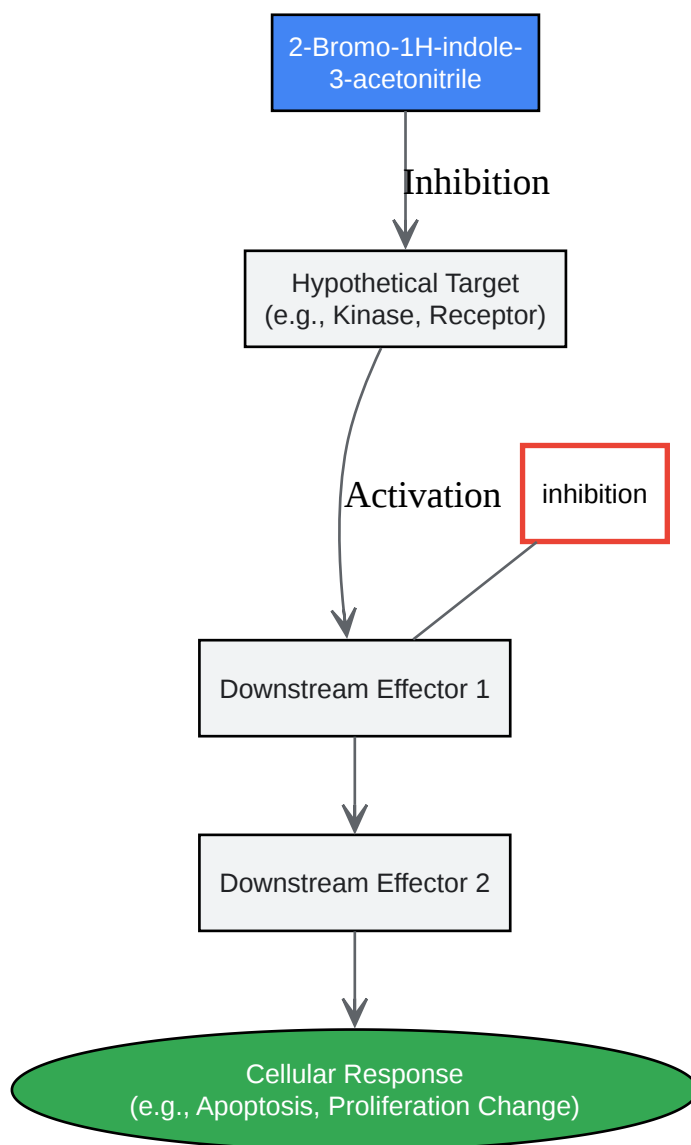 2-Bromo-1H-indole-
3-acetonitrile
Inhibition
Hypothetical Target
(e.g., Kinase, Receptor)
Activation
inhibition
Downstream Effector 1
Downstream Effector 2
Cellular Response
(e.g., Apoptosis, Proliferation Change)